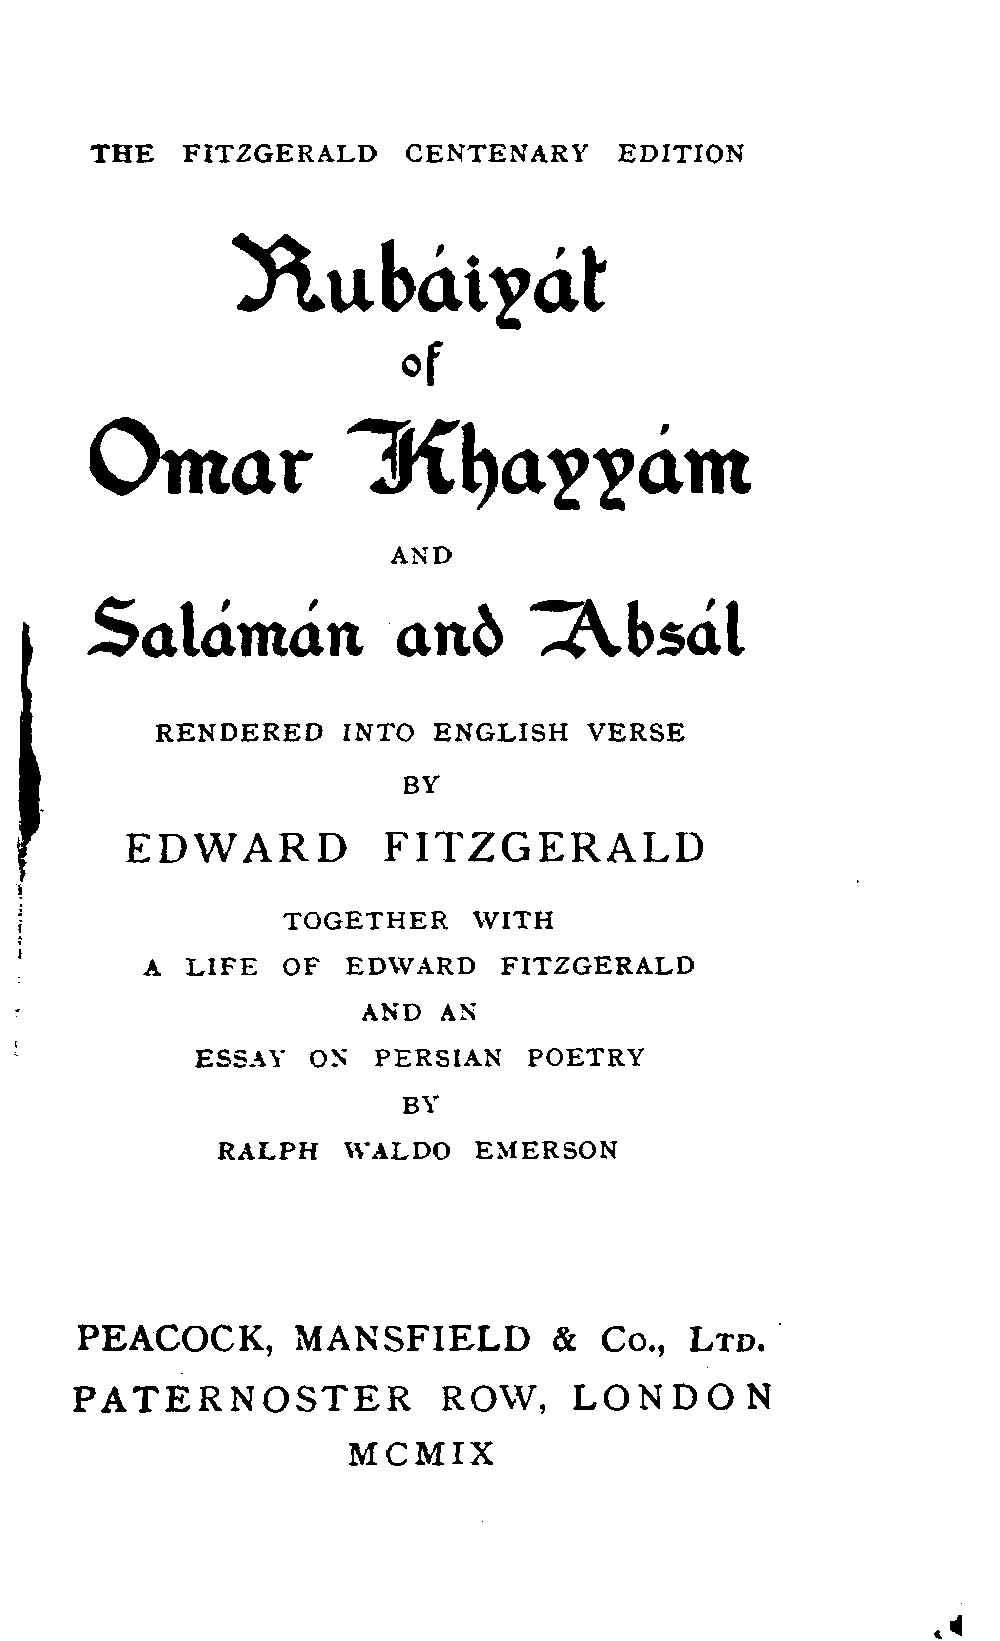 THE FITZGERALD CENTENARY EDITION
Rubáiyát
of
Omar Khayyám
AND
Salámán and Absál
RENDERED INTO ENGLISH VERSE
BY
EDWARD FITZGERALD
TOGETHER WITH
A LIFE OF EDWARD FITZGERALD
AND AN
ESSAY ON PERSIAN POETRY
BY
RALPH WALDO EMERSON
PEACOCK, MANSFIELD & Co., LTD.
PATERNOSTER ROW, LONDON
MCMIX